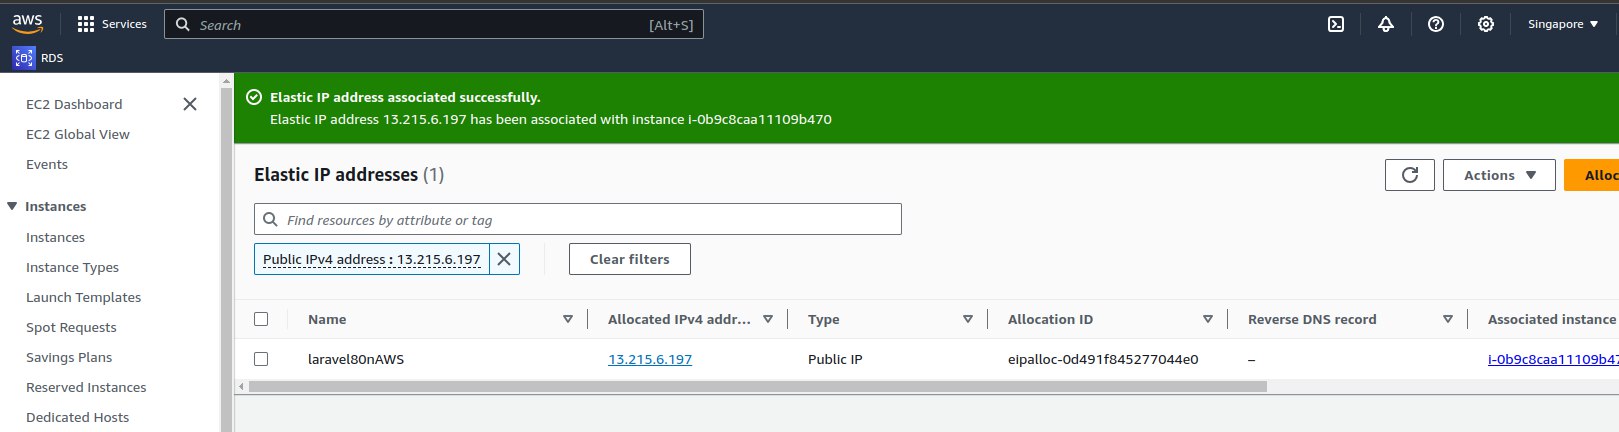 aws
Services
Search
[Alt+S]
Singapore
RDS
EC2 Dashboard
EC2 Global View
Events
Instances
Instances
Instance Types
Launch Templates
Spot Requests
Savings Plans
Reserved Instances
Dedicated Hosts
Elastic IP address associated successfully.
Elastic IP address 13.215.6.197 has been associated with instance i-0b9c8caa11109b470
Elastic IP addresses (1)
Actions
Alloc
Find resources by attribute or tag
Public IPv4 address : 13.215.6.197
Clear filters
Name
Allocated IPv4 addr...
Type
Allocation ID
Reverse DNS record
Associated instance
laravel80nAWS
13.215.6.197
Public IP
eipalloc-0d491f845277044e0
–
i-0b9c8caa11109b47